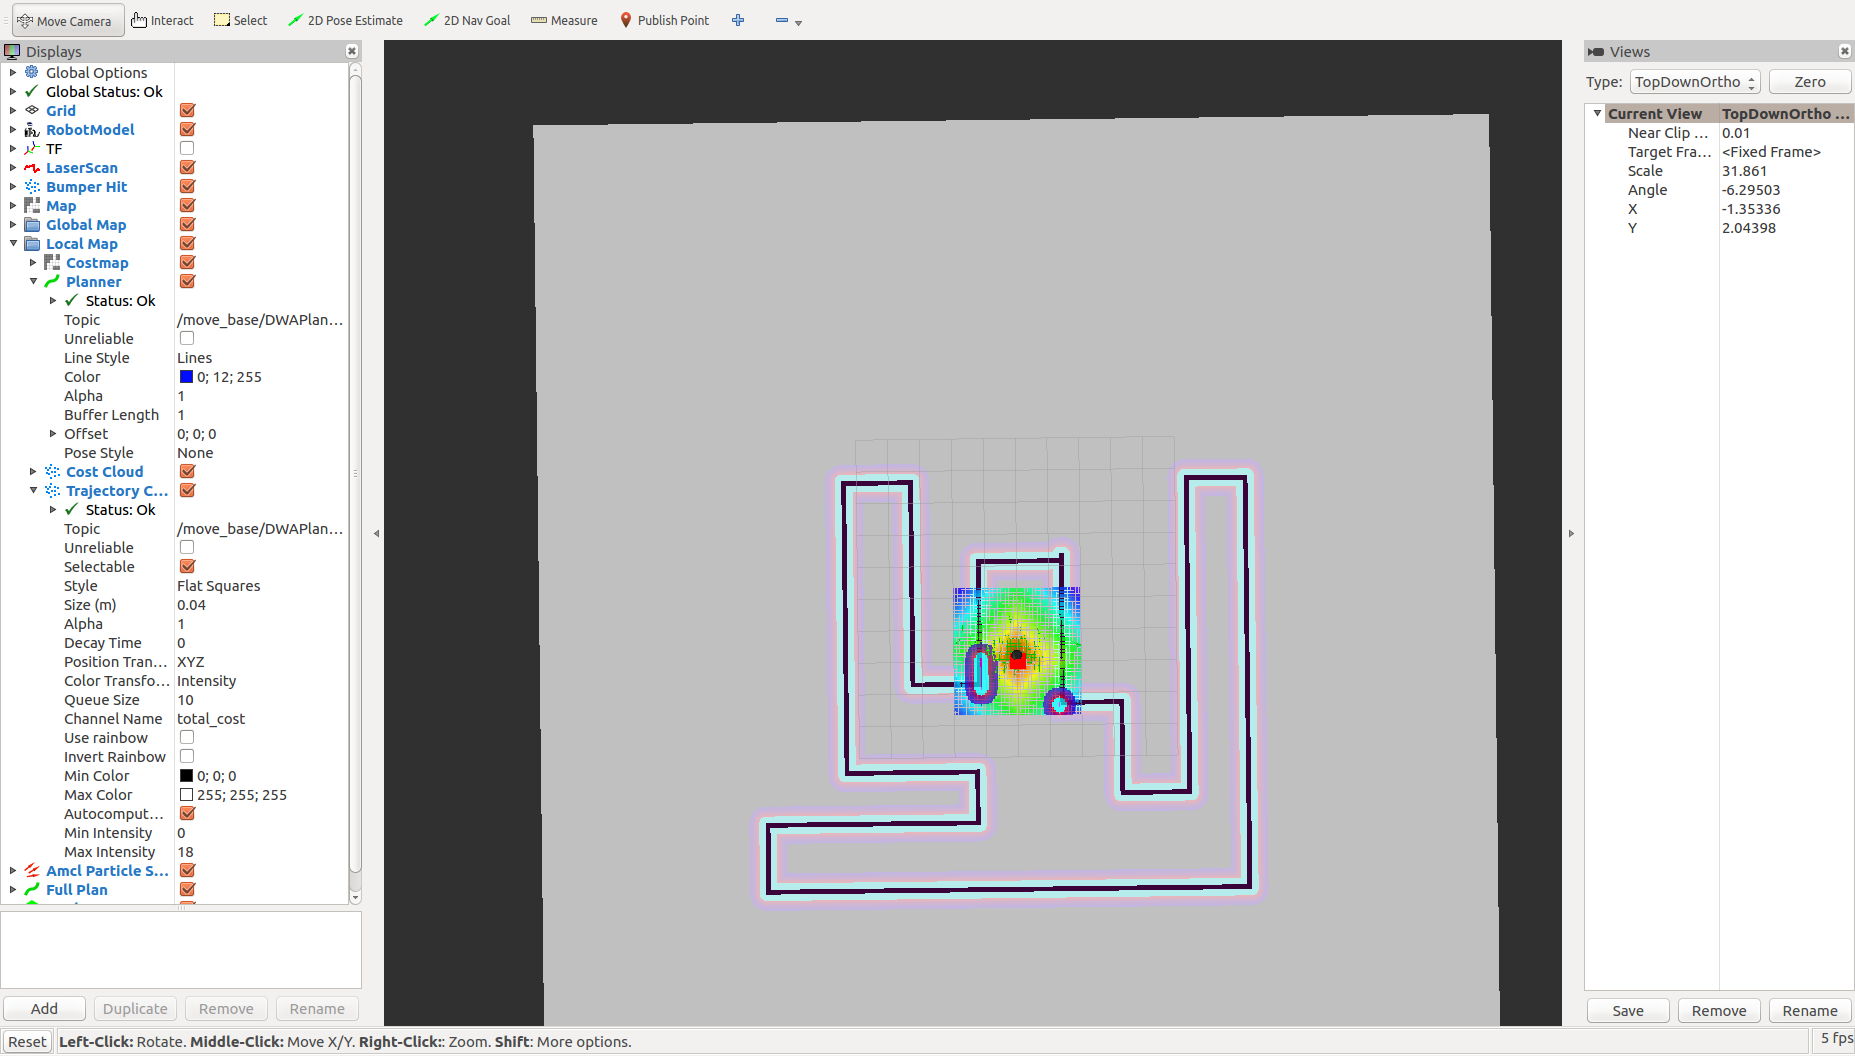 Move Camera Interact Select 2D Pose Estimate 2D Nav Goal Measure Publish Point
Displays
Global Options
Global Status: Ok
Grid
RobotModel
TF
LaserScan
Bumper Hit
Map
Global Map
Local Map
Costmap
Planner
Status: Ok
Topic /move_base/DWAPlan...
Unreliable
Line Style Lines
Color 0; 12; 255
Alpha 1
Buffer Length 1
Offset 0; 0; 0
Pose Style None
Cost Cloud
Trajectory C...
Status: Ok
Topic /move_base/DWAPlan...
Unreliable
Selectable
Style Flat Squares
Size (m) 0.04
Alpha 1
Decay Time 0
Position Tran... XYZ
Color Transfo... Intensity
Queue Size 10
Channel Name total_cost
Use rainbow
Invert Rainbow
Min Color 0; 0; 0
Max Color 255; 255; 255
Autocomput...
Min Intensity 0
Max Intensity 18
Amcl Particle S...
Full Plan
Add Duplicate Remove Rename
Views
Type: TopDownOrtho Zero
Current View TopDownOrtho ...
Near Clip ... 0.01
Target Fra... <Fixed Frame>
Scale 31.861
Angle -6.29503
X -1.35336
Y 2.04398
Save Remove Rename
Reset Left-Click: Rotate. Middle-Click: Move X/Y. Right-Click:: Zoom. Shift: More options. 5 fps